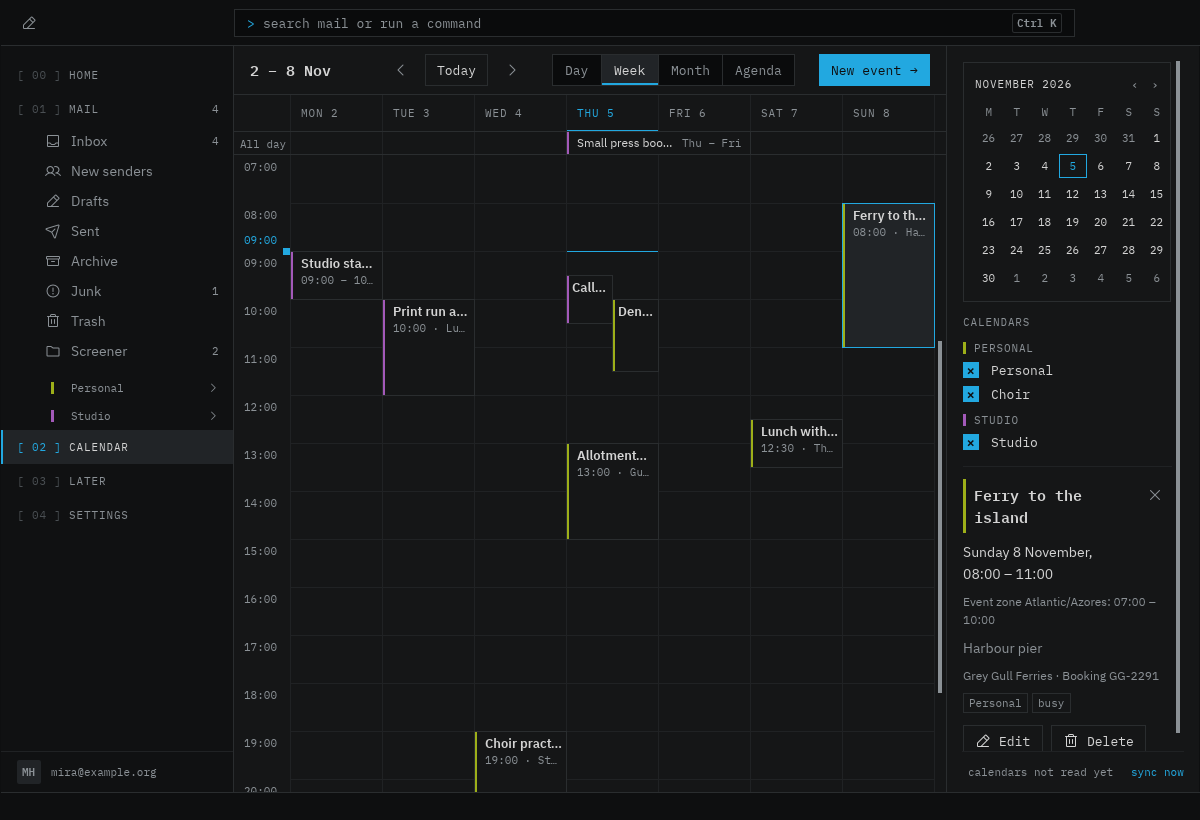 > search mail or run a command
Ctrl K
[ 00 ] HOME
[ 01 ] MAIL 4
Inbox 4
New senders
Drafts
Sent
Archive
Junk 1
Trash
Screener 2
Personal
Studio
[ 02 ] CALENDAR
[ 03 ] LATER
[ 04 ] SETTINGS
MH mira@example.org
2 – 8 Nov
Today
Day Week Month Agenda
New event →
MON 2 TUE 3 WED 4 THU 5 FRI 6 SAT 7 SUN 8
All day
Small press boo… Thu – Fri
07:00
08:00
09:00
09:00
10:00
11:00
12:00
13:00
14:00
15:00
16:00
17:00
18:00
19:00
20:00
Studio sta…
09:00 – 10…
Print run a…
10:00 · Lu…
Choir pract…
19:00 · St…
Call…
Den…
Allotment…
13:00 · Gu…
Lunch with…
12:30 · Th…
Ferry to th…
08:00 · Ha…
NOVEMBER 2026 ‹ ›
M T W T F S S
26 27 28 29 30 31 1
2 3 4 5 6 7 8
9 10 11 12 13 14 15
16 17 18 19 20 21 22
23 24 25 26 27 28 29
30 1 2 3 4 5 6
CALENDARS
PERSONAL
Personal
Choir
STUDIO
Studio
Ferry to the
island
Sunday 8 November,
08:00 – 11:00
Event zone Atlantic/Azores: 07:00 –
10:00
Harbour pier
Grey Gull Ferries · Booking GG-2291
Personal busy
Edit Delete
calendars not read yet sync now